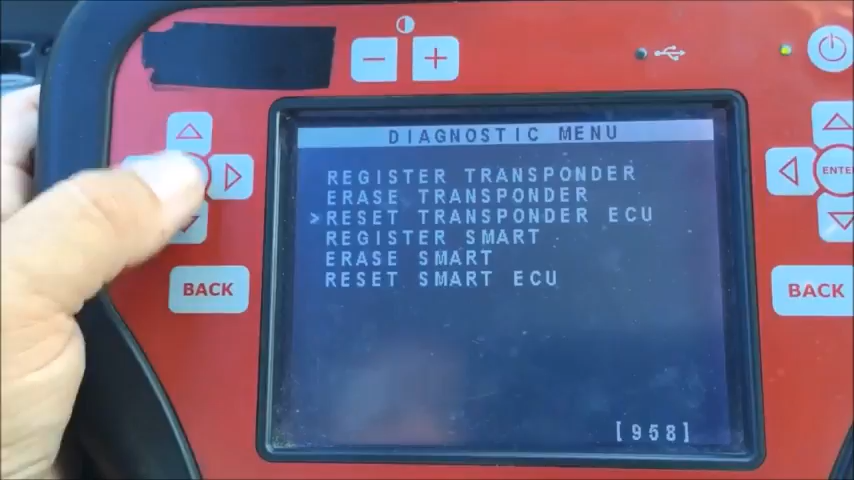 DIAGNOSTIC MENU
REGISTER TRANSPONDER
ERASE TRANSPONDER
>RESET TRANSPONDER ECU
REGISTER SMART
ERASE SMART
RESET SMART ECU
[958]
BACK
ENTER
BACK